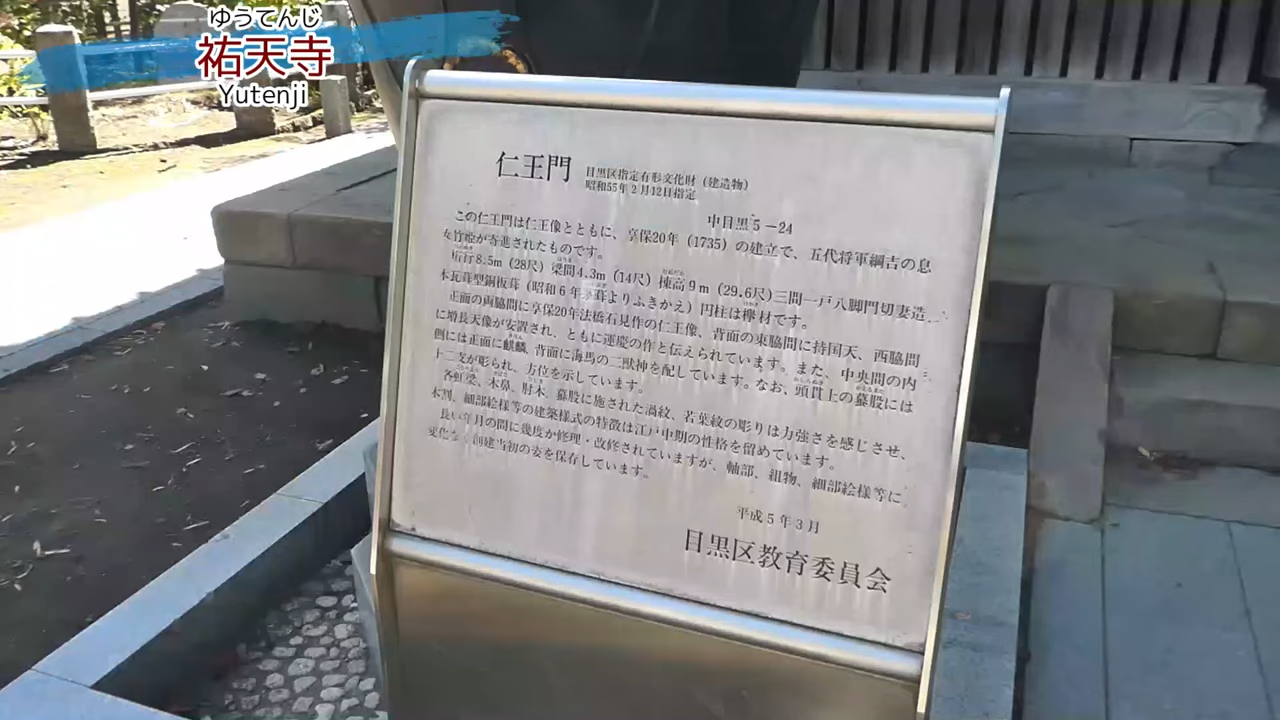 ゆうてんじ
祐天寺
Yutenji
仁王門 目黒区指定有形文化財（建造物）
昭和55年2月12日指定
中目黒5−24
この仁王門は仁王像とともに、享保20年（1735）の建立で、五代将軍綱吉の息
女竹姫が寄進されたものです。
桁行8.5m（28尺）梁間4.3m（14尺）棟高9m（29.6尺）三間一戸八脚門切妻造、
本瓦葺型銅板葺（昭和6年 よりふきかえ）円柱は欅材です。
正面の両脇間に享保20年法橋石見作の仁王像、背面の東脇間に持国天、西脇間
に増長天像が安置され、ともに運慶の作と伝えられています。また、中央間の内
側には正面に麒麟、背面に海馬の二獣神を配しています。なお、頭貫上の蟇股には
十二支が彫られ、方位を示しています。
各虹梁、木鼻、肘木、蟇股に施された渦紋、若葉紋の彫りは力強さを感じさせ、
木割、細部絵様等の建築様式の特徴は江戸中期の性格を留めています。
長い年月の間に幾度か修理・改修されていますが、軸部、組物、細部絵様等に
変化なく創建当初の姿を保存しています。
平成5年3月
目黒区教育委員会